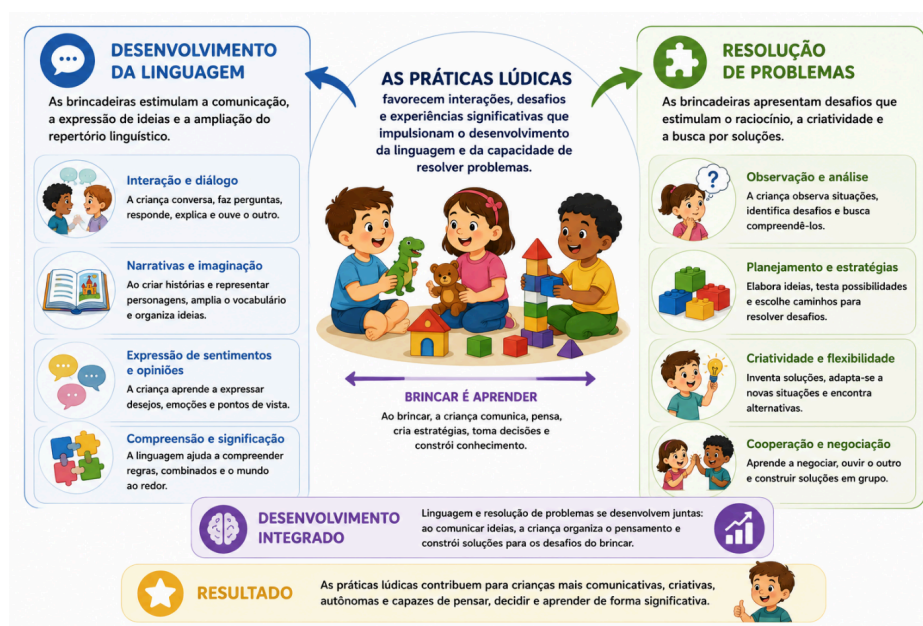 DESENVOLVIMENTO
DA LINGUAGEM
As brincadeiras estimulam a comunicação,
a expressão de ideias e a ampliação do
repertório linguístico.
Interação e diálogo
A criança conversa, faz perguntas,
responde, explica e ouve o outro.
Narrativas e imaginação
Ao criar histórias e representar
personagens, amplia o vocabulário
e organiza ideias.
Expressão de sentimentos
e opiniões
A criança aprende a expressar
desejos, emoções e pontos de vista.
Compreensão e significação
A linguagem ajuda a compreender
regras, combinados e o mundo
ao redor.
AS PRÁTICAS LÚDICAS
favorecem interações, desafios
e experiências significativas que
impulsionam o desenvolvimento
da linguagem e da capacidade de
resolver problemas.
BRINCAR É APRENDER
Ao brincar, a criança comunica, pensa,
cria estratégias, toma decisões e
constrói conhecimento.
RESOLUÇÃO
DE PROBLEMAS
As brincadeiras apresentam desafios que
estimulam o raciocínio, a criatividade e
a busca por soluções.
?
Observação e análise
A criança observa situações,
identifica desafios e busca
compreendê-los.
Planejamento e estratégias
Elabora ideias, testa possibilidades
e escolhe caminhos para
resolver desafios.
Criatividade e flexibilidade
Inventa soluções, adapta-se a
novas situações e encontra
alternativas.
Cooperação e negociação
Aprende a negociar, ouvir o outro
e construir soluções em grupo.
DESENVOLVIMENTO
INTEGRADO
Linguagem e resolução de problemas se desenvolvem juntas:
ao comunicar ideias, a criança organiza o pensamento e
constrói soluções para os desafios do brincar.
RESULTADO
As práticas lúdicas contribuem para crianças mais comunicativas, criativas,
autônomas e capazes de pensar, decidir e aprender de forma significativa.